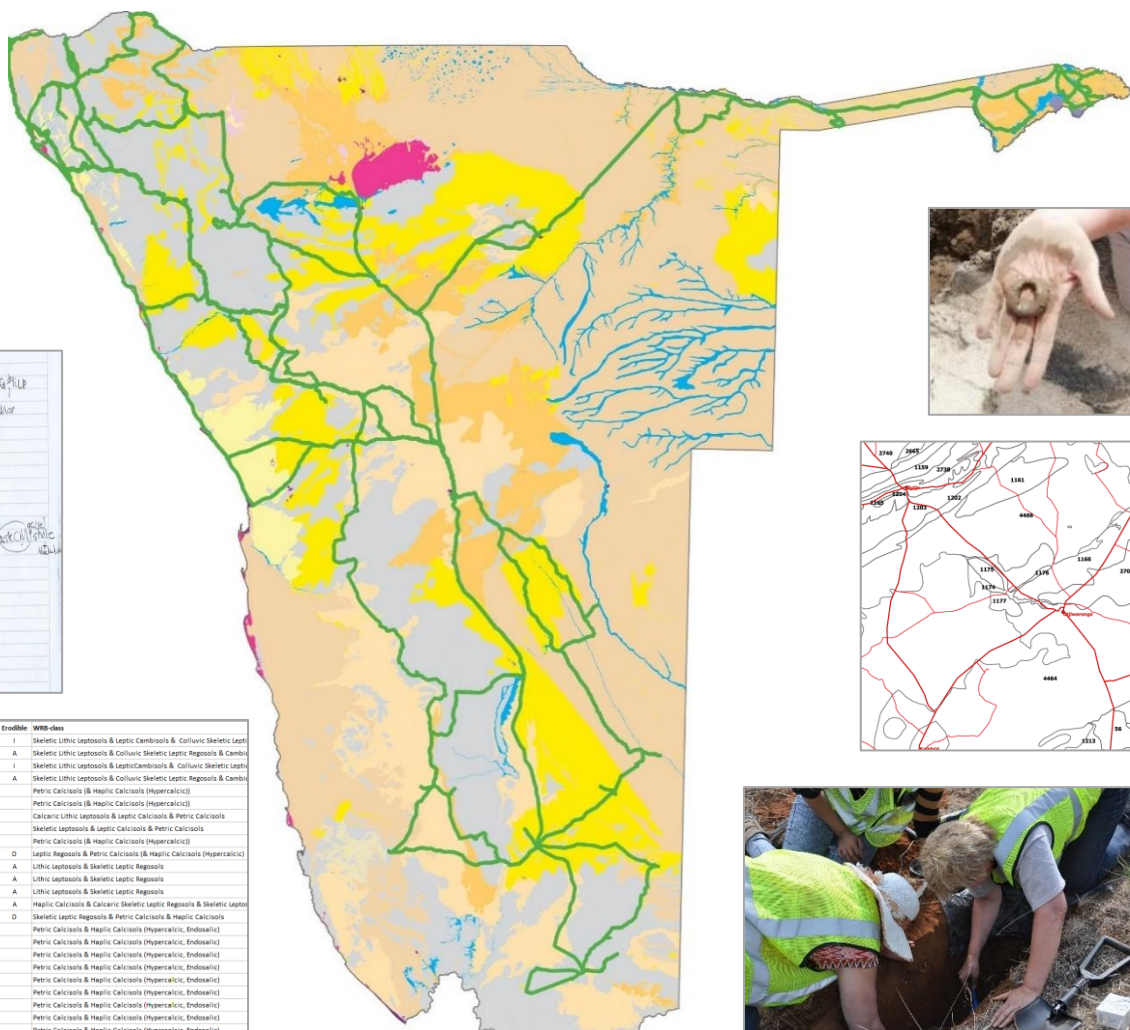 Erodible WRB-class
I Skeletic Lithic Leptosols & Leptic Cambisols & Colluvic Skeletic Lepti
A Skeletic Lithic Leptosols & Colluvic Skeletic Leptic Regosols & Cambi
I Skeletic Lithic Leptosols & LepticCambisols & Colluvic Skeletic Lepti
A Skeletic Lithic Leptosols & Colluvic Skeletic Leptic Regosols & Cambi
Petric Calcisols (& Haplic Calcisols (Hypercalcic))
Petric Calcisols (& Haplic Calcisols (Hypercalcic))
Calcaric Lithic Leptosols & Leptic Calcisols & Petric Calcisols
Skeletic Leptosols & Leptic Calcisols & Petric Calcisols
Petric Calcisols (& Haplic Calcisols (Hypercalcic))
D Leptic Regosols & Petric Calcisols (& Haplic Calcisols (Hypercalcic)
A Lithic Leptosols & Skeletic Leptic Regosols
A Lithic Leptosols & Skeletic Leptic Regosols
A Lithic Leptosols & Skeletic Leptic Regosols
A Haplic Calcisols & Calcaric Skeletic Leptic Regosols & Skeletic Leptos
D Skeletic Leptic Regosols & Petric Calcisols & Haplic Calcisols
Petric Calcisols & Haplic Calcisols (Hypercalcic, Endosalic)
Petric Calcisols & Haplic Calcisols (Hypercalcic, Endosalic)
Petric Calcisols & Haplic Calcisols (Hypercalcic, Endosalic)
Petric Calcisols & Haplic Calcisols (Hypercalcic, Endosalic)
Petric Calcisols & Haplic Calcisols (Hypercalcic, Endosalic)
Petric Calcisols & Haplic Calcisols (Hypercalcic, Endosalic)
Petric Calcisols & Haplic Calcisols (Hypercalcic, Endosalic)
Petric Calcisols & Haplic Calcisols (Hypercalcic, Endosalic)
2740 2665
1159 2738
1161
1204 1202
1265 1203
4466
1175 1176 1166
1174 270
1177
Otjiwarongo
4464
1213 56